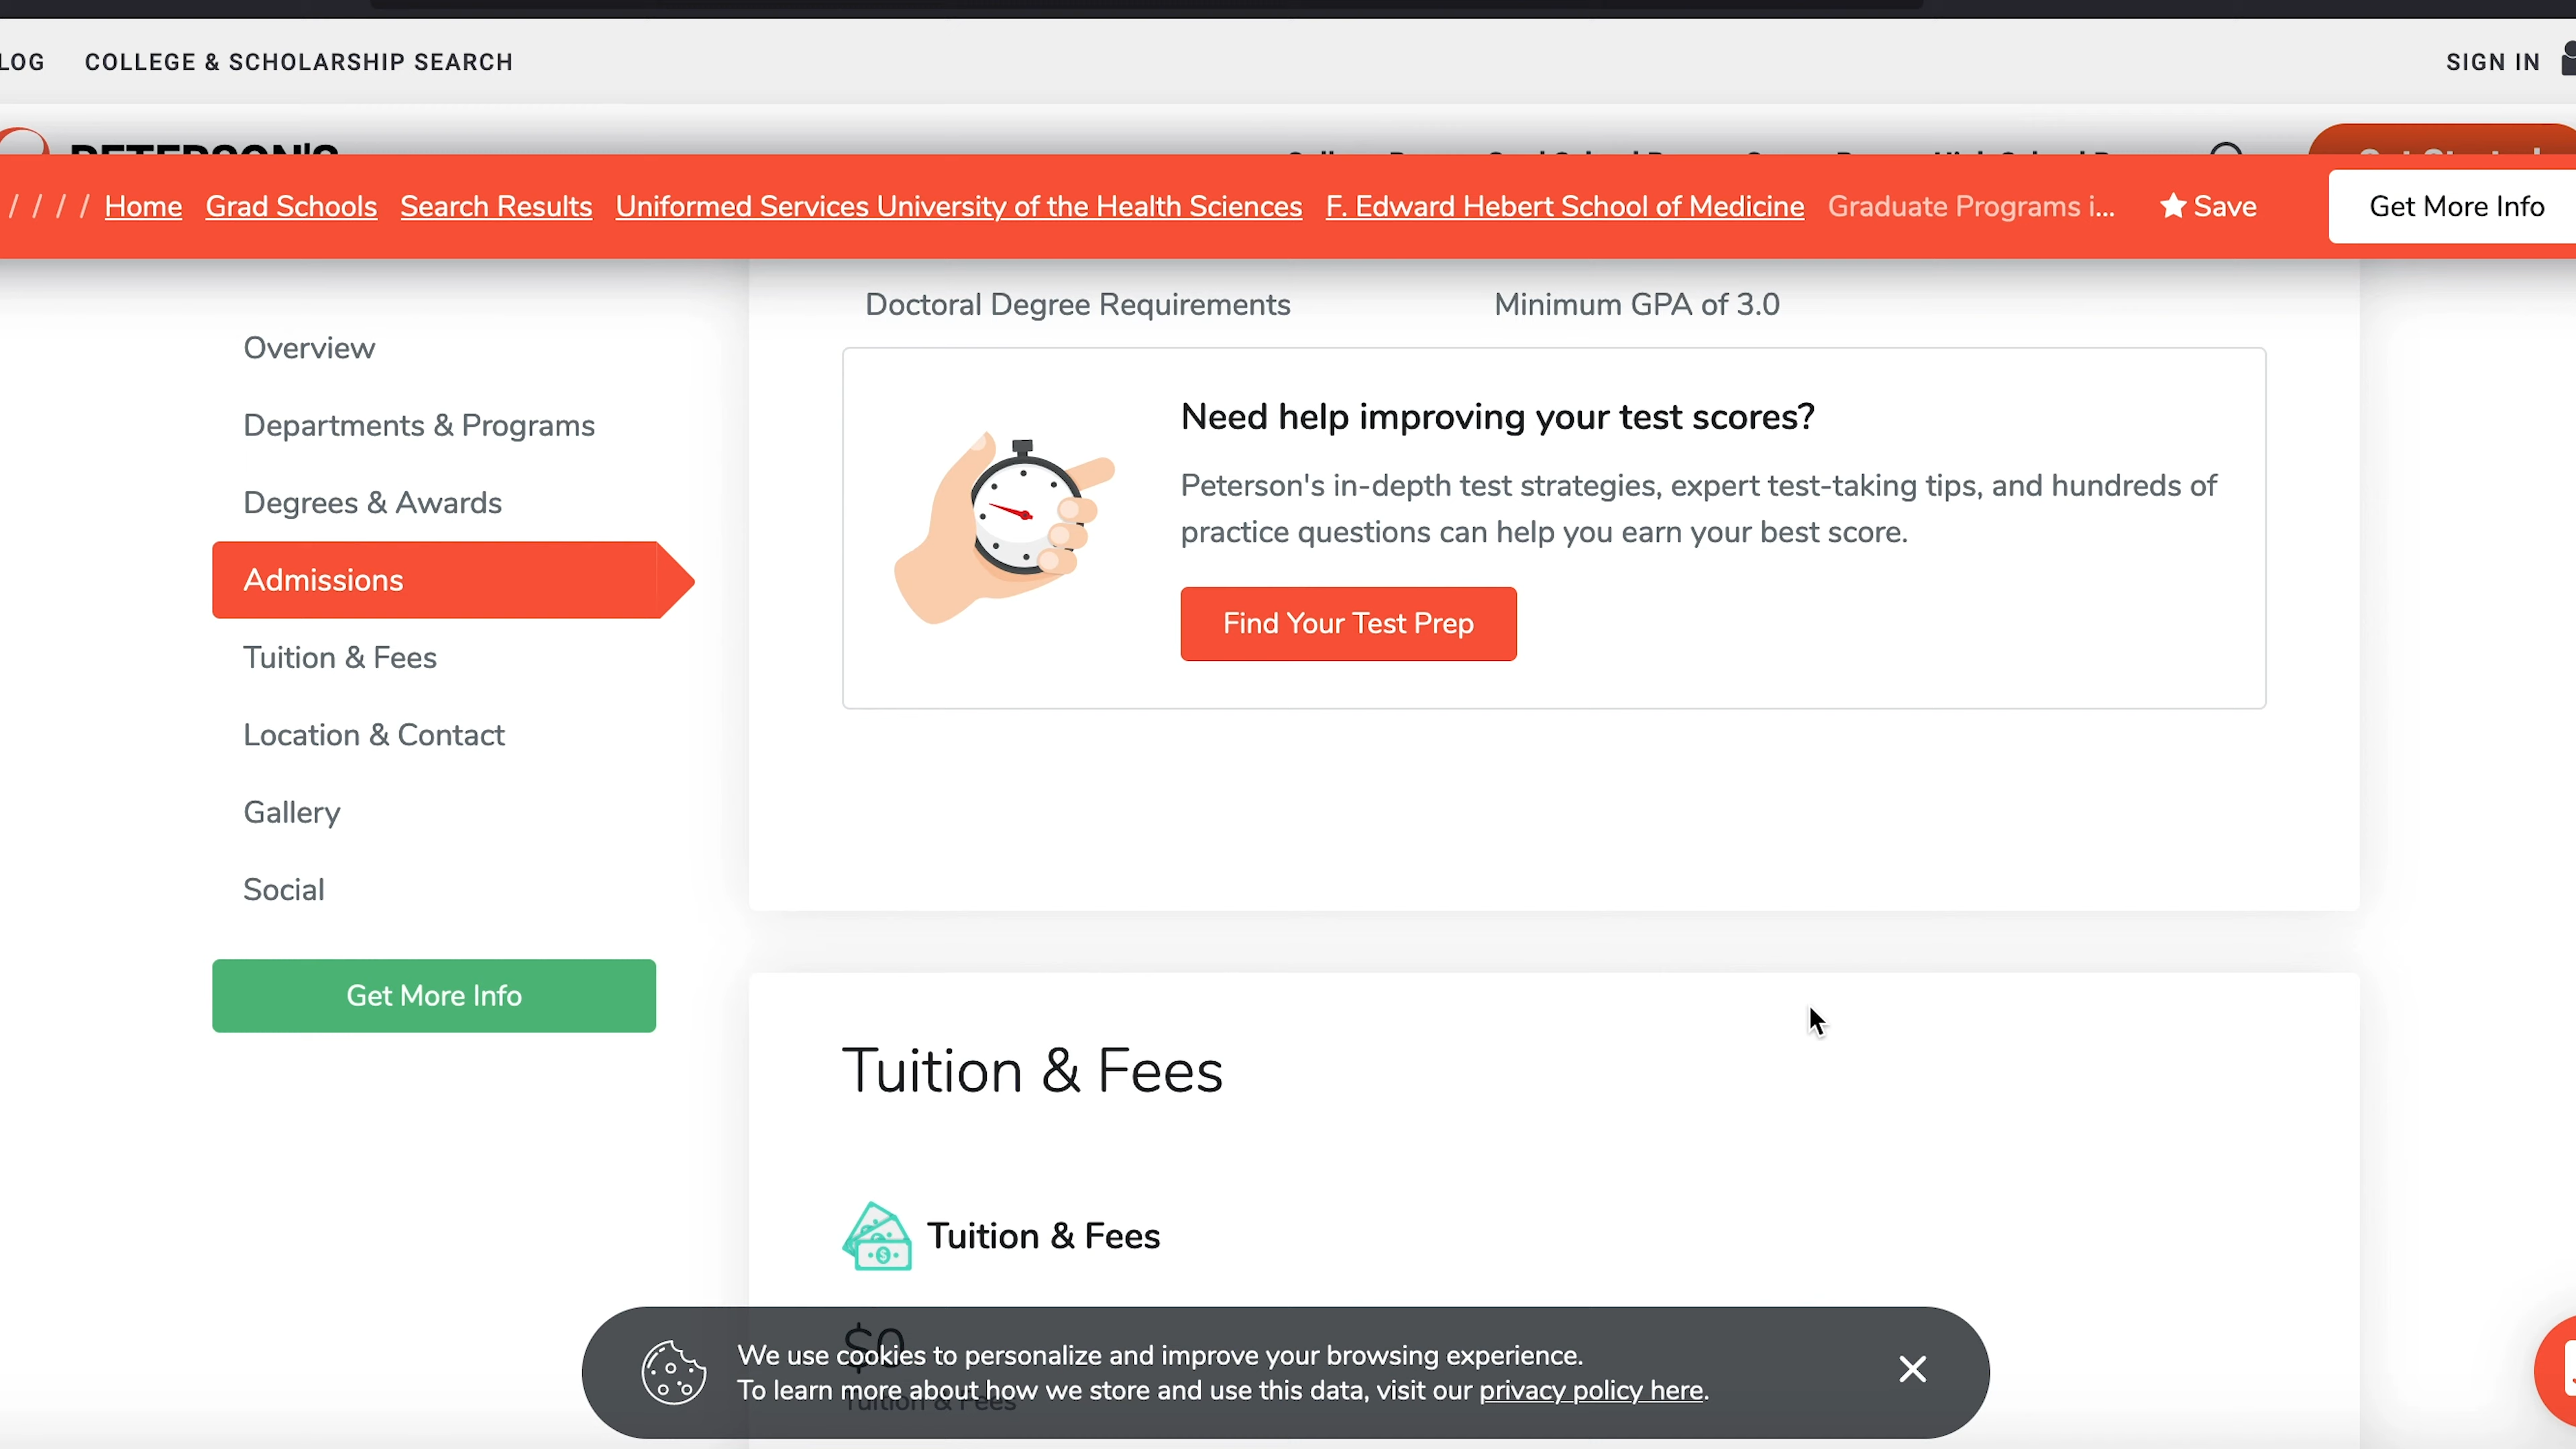 LOG COLLEGE & SCHOLARSHIP SEARCH SIGN IN
PETERSON'S
/ / / / Home Grad Schools Search Results Uniformed Services University of the Health Sciences F. Edward Hebert School of Medicine Graduate Programs i... Save Get More Info
Doctoral Degree Requirements Minimum GPA of 3.0
Overview
Departments & Programs
Degrees & Awards
Admissions
Tuition & Fees
Location & Contact
Gallery
Social
Get More Info
Need help improving your test scores?
Peterson's in-depth test strategies, expert test-taking tips, and hundreds of
practice questions can help you earn your best score.
Find Your Test Prep
Tuition & Fees
Tuition & Fees
$0
Tuition & Fees
We use cookies to personalize and improve your browsing experience.
To learn more about how we store and use this data, visit our privacy policy here.